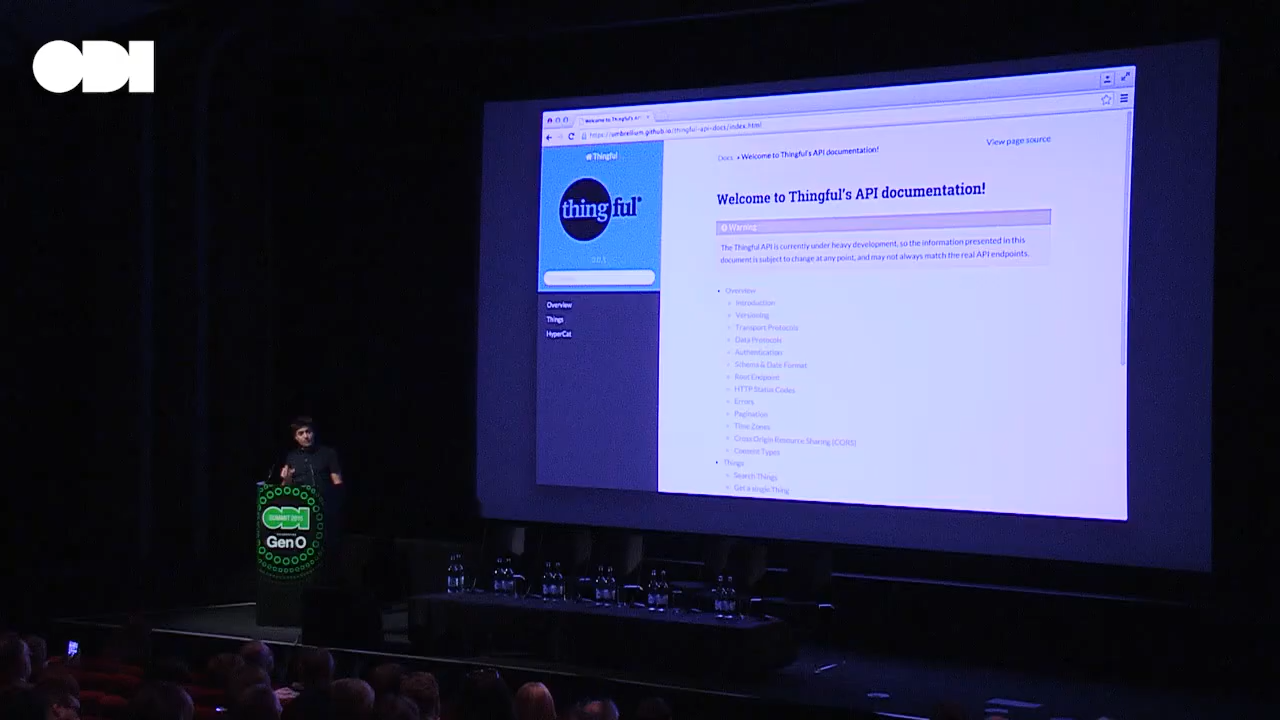 ODI
Welcome to Thingful's AP
https://umbrellium.github.io/thingful-api-docs/index.html
Thingful
thingful
0.0.1
Overview
Things
HyperCat
Docs » Welcome to Thingful's API documentation!
View page source
Welcome to Thingful's API documentation!
Warning
The Thingful API is currently under heavy development, so the information presented in this
document is subject to change at any point, and may not always match the real API endpoints.
Overview
Introduction
Versioning
Transport Protocols
Data Protocols
Authentication
Schema & Date Format
Root Endpoint
HTTP Status Codes
Errors
Pagination
Time Zones
Cross Origin Resource Sharing (CORS)
Content Types
Things
Search Things
Get a single Thing
ODI
SUMMIT 2015
Gen O